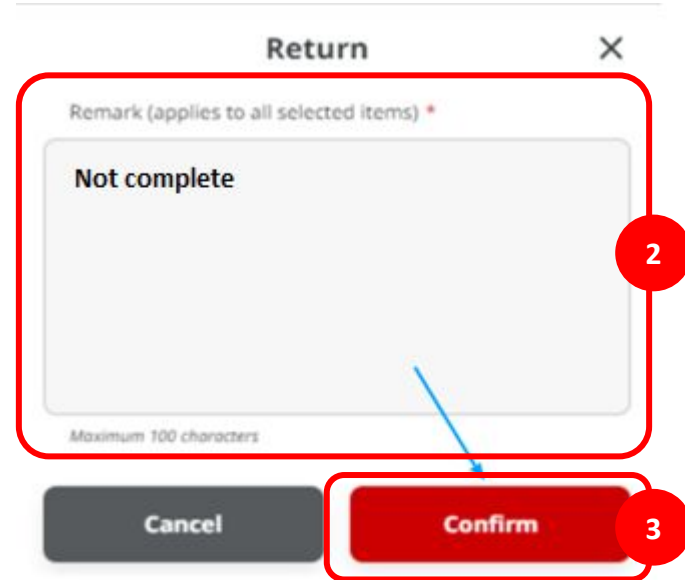 Return
Remark (applies to all selected items) *
Not complete
2
Maximum 100 characters
Cancel
Confirm
3